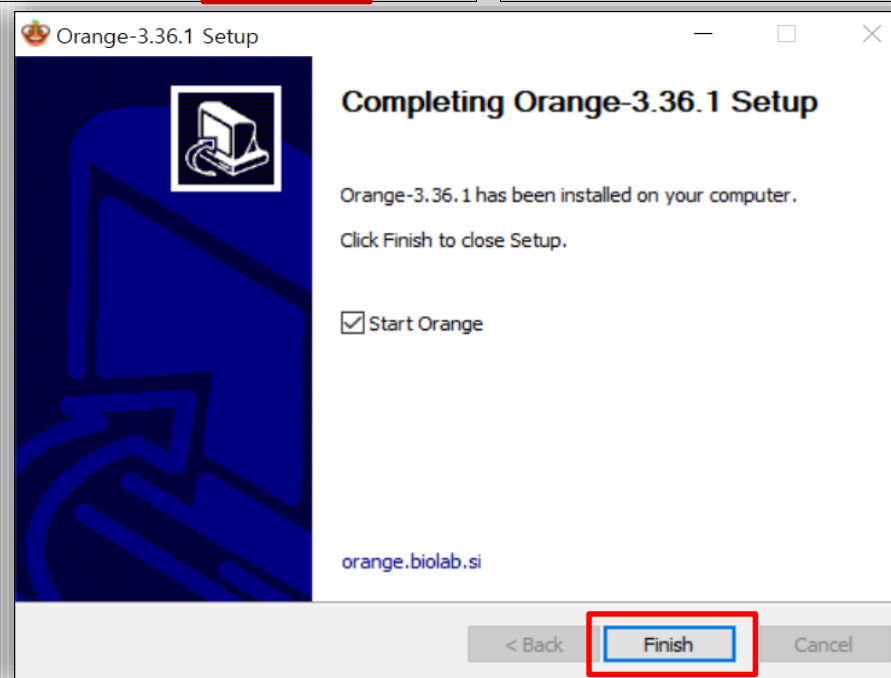 Orange-3.36.1 Setup
Completing Orange-3.36.1 Setup
Orange-3.36.1 has been installed on your computer.
Click Finish to close Setup.
Start Orange
orange.biolab.si
< Back Finish Cancel